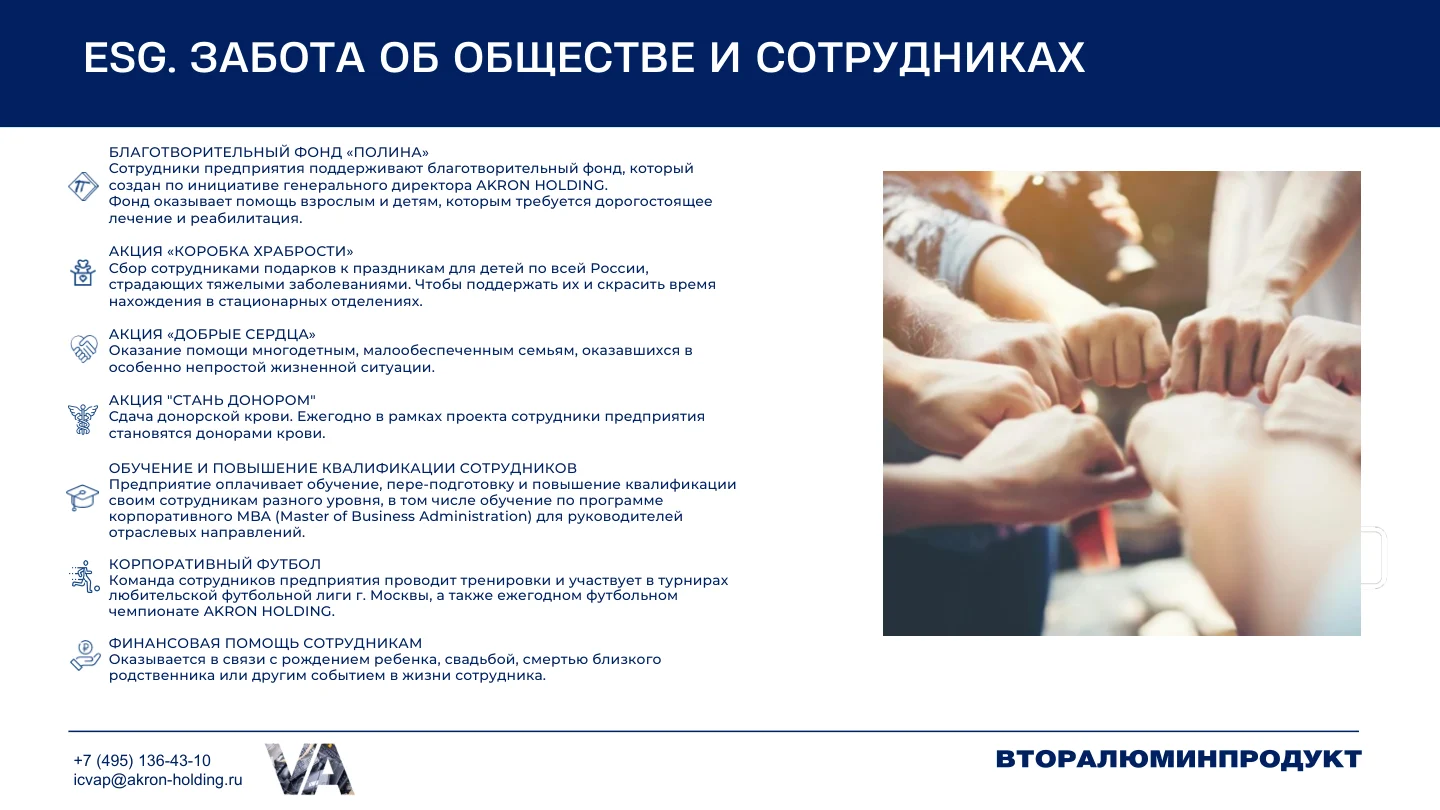 ESG. ЗАБОТА ОБ ОБЩЕСТВЕ И СОТРУДНИКАХ
БЛАГОТВОРИТЕЛЬНЫЙ ФОНД «ПОЛИНА»
Сотрудники предприятия поддерживают благотворительный фонд, который
создан по инициативе генерального директора AKRON HOLDING.
Фонд оказывает помощь взрослым и детям, которым требуется дорогостоящее
лечение и реабилитация.
АКЦИЯ «КОРОБКА ХРАБРОСТИ»
Сбор сотрудниками подарков к праздникам для детей по всей России,
страдающих тяжелыми заболеваниями. Чтобы поддержать их и скрасить время
нахождения в стационарных отделениях.
АКЦИЯ «ДОБРЫЕ СЕРДЦА»
Оказание помощи многодетным, малообеспеченным семьям, оказавшихся в
особенно непростой жизненной ситуации.
АКЦИЯ "СТАНЬ ДОНОРОМ"
Сдача донорской крови. Ежегодно в рамках проекта сотрудники предприятия
становятся донорами крови.
ОБУЧЕНИЕ И ПОВЫШЕНИЕ КВАЛИФИКАЦИИ СОТРУДНИКОВ
Предприятие оплачивает обучение, пере-подготовку и повышение квалификации
своим сотрудникам разного уровня, в том числе обучение по программе
корпоративного MBA (Master of Business Administration) для руководителей
отраслевых направлений.
КОРПОРАТИВНЫЙ ФУТБОЛ
Команда сотрудников предприятия проводит тренировки и участвует в турнирах
любительской футбольной лиги г. Москвы, а также ежегодном футбольном
чемпионате AKRON HOLDING.
ФИНАНСОВАЯ ПОМОЩЬ СОТРУДНИКАМ
Оказывается в связи с рождением ребенка, свадьбой, смертью близкого
родственника или другим событием в жизни сотрудника.
+7 (495) 136-43-10
icvap@akron-holding.ru
VA
ВТОРАЛЮМИНПРОДУКТ